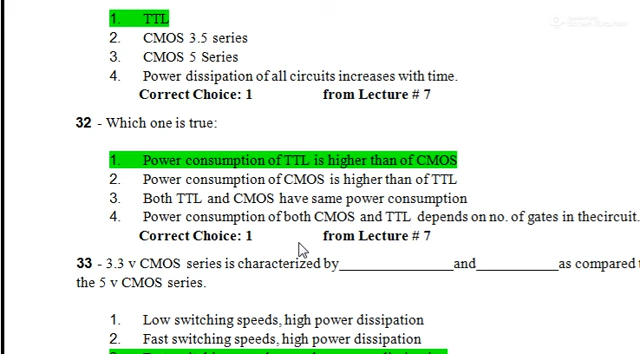 1. TTL
2. CMOS 3.5 series
3. CMOS 5 Series
4. Power dissipation of all circuits increases with time.
Correct Choice: 1 from Lecture # 7
32 - Which one is true:
1. Power consumption of TTL is higher than of CMOS
2. Power consumption of CMOS is higher than of TTL
3. Both TTL and CMOS have same power consumption
4. Power consumption of both CMOS and TTL depends on no. of gates in thecircuit.
Correct Choice: 1 from Lecture # 7
33 - 3.3 v CMOS series is characterized by________________and___________as compared t
the 5 v CMOS series.
1. Low switching speeds, high power dissipation
2. Fast switching speeds, high power dissipation